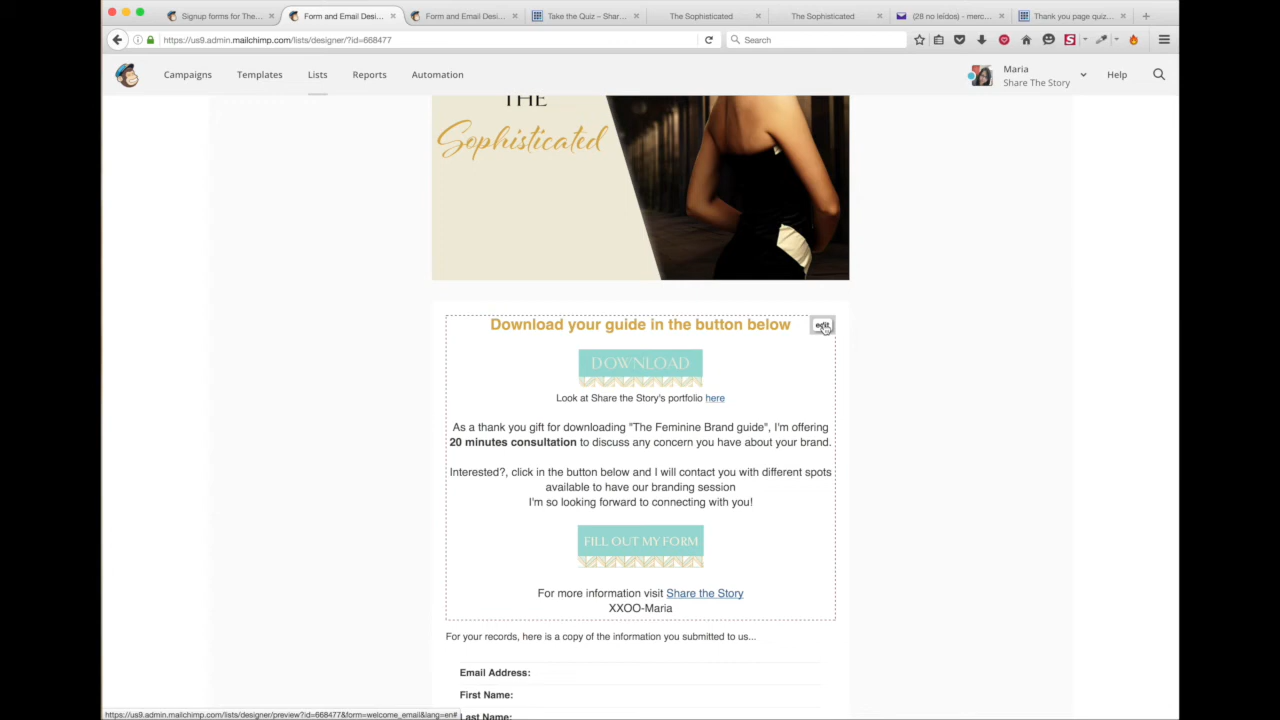 Signup forms for The...
Form and Email Desi...
Form and Email Desi...
Take the Quiz – Shar...
The Sophisticated
The Sophisticated
(28 no leídos) - merc...
Thank you page quiz...
https://us9.admin.mailchimp.com/lists/designer/?id=668477
Search
Campaigns
Templates
Lists
Reports
Automation
Maria
Share The Story
Help
THE
Sophisticated
Download your guide in the button below
edit
DOWNLOAD
Look at Share the Story's portfolio here
As a thank you gift for downloading "The Feminine Brand guide", I'm offering
20 minutes consultation to discuss any concern you have about your brand.
Interested?, click in the button below and I will contact you with different spots
available to have our branding session
I'm so looking forward to connecting with you!
FILL OUT MY FORM
For more information visit Share the Story
XXOO-Maria
For your records, here is a copy of the information you submitted to us...
Email Address:
First Name:
Last Name:
https://us9.admin.mailchimp.com/lists/designer/preview?id=668477&form=welcome_email&lang=en#